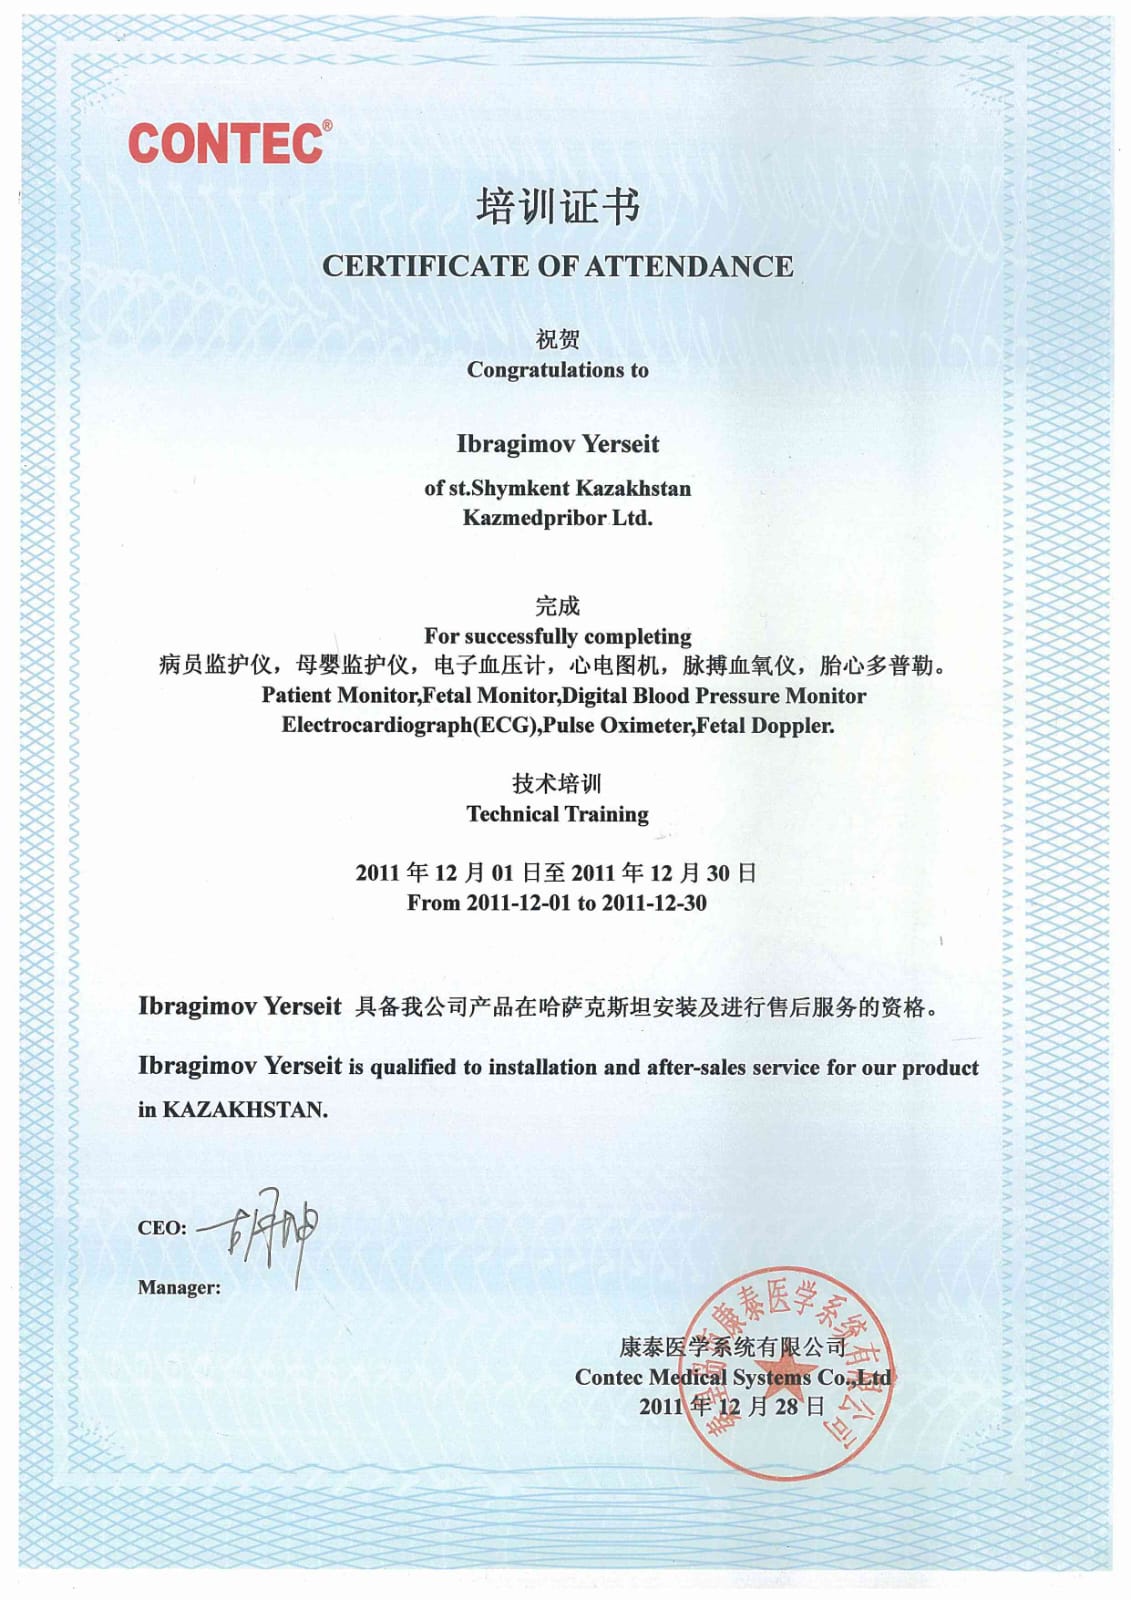 CONTEC®
培训证书
CERTIFICATE OF ATTENDANCE
祝贺
Congratulations to
Ibragimov Yerseit
of st.Shymkent Kazakhstan
Kazmedpribor Ltd.
完成
For successfully completing
病员监护仪，母婴监护仪，电子血压计，心电图机，脉搏血氧仪，胎心多普勒。
Patient Monitor,Fetal Monitor,Digital Blood Pressure Monitor
Electrocardiograph(ECG),Pulse Oximeter,Fetal Doppler.
技术培训
Technical Training
2011 年 12 月 01 日至 2011 年 12 月 30 日
From 2011-12-01 to 2011-12-30
Ibragimov Yerseit 具备我公司产品在哈萨克斯坦安装及进行售后服务的资格。
Ibragimov Yerseit is qualified to installation and after-sales service for our product
in KAZAKHSTAN.
CEO: 胡坤
Manager:
秦皇岛市康泰医学系统有限公司
康泰医学系统有限公司
Contec Medical Systems Co.,Ltd
2011 年 12 月 28 日